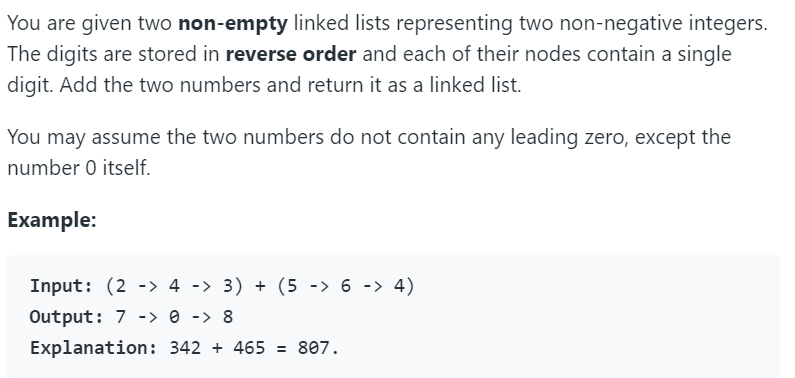 You are given two non-empty linked lists representing two non-negative integers.
The digits are stored in reverse order and each of their nodes contain a single
digit. Add the two numbers and return it as a linked list.
You may assume the two numbers do not contain any leading zero, except the
number 0 itself.
Example:
Input: (2 -> 4 -> 3) + (5 -> 6 -> 4)
Output: 7 -> 0 -> 8
Explanation: 342 + 465 = 807.